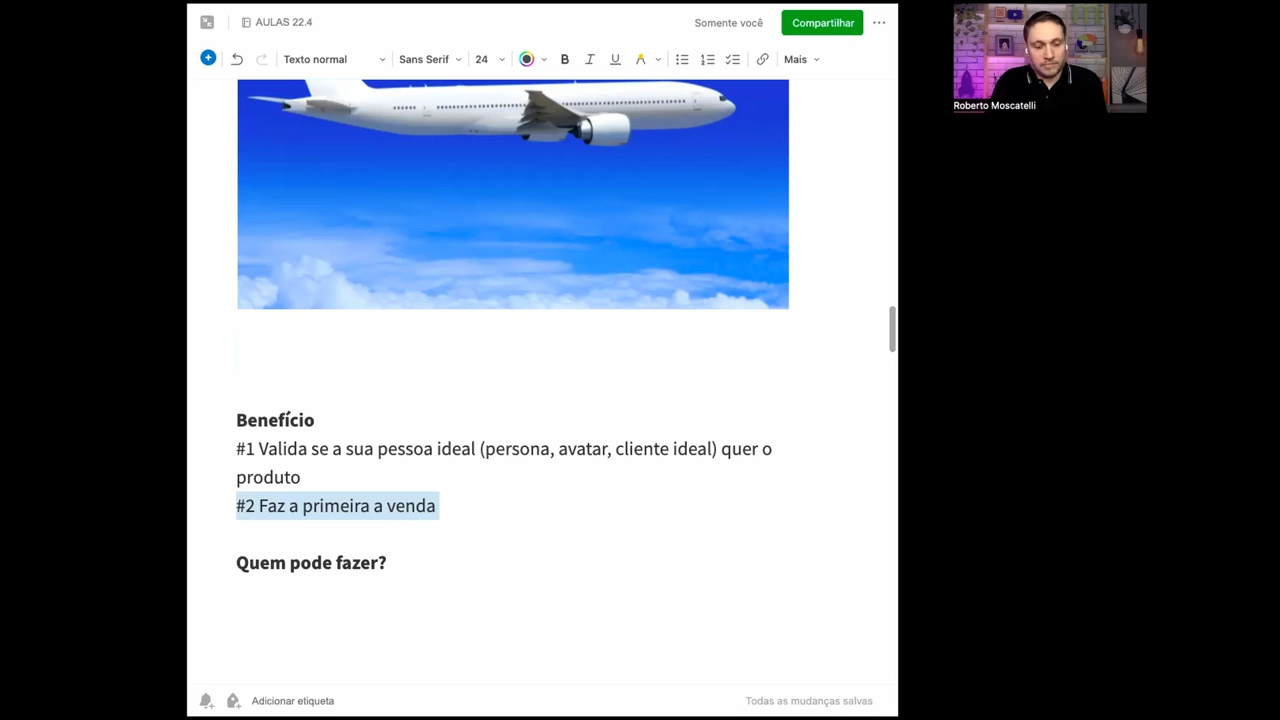 AULAS 22.4
Somente você
Compartilhar
Texto normal
Sans Serif
24
B
I
U
A
Mais
Roberto Moscatelli
Benefício
#1 Valida se a sua pessoa ideal (persona, avatar, cliente ideal) quer o
produto
#2 Faz a primeira a venda
Quem pode fazer?
Adicionar etiqueta
Todas as mudanças salvas